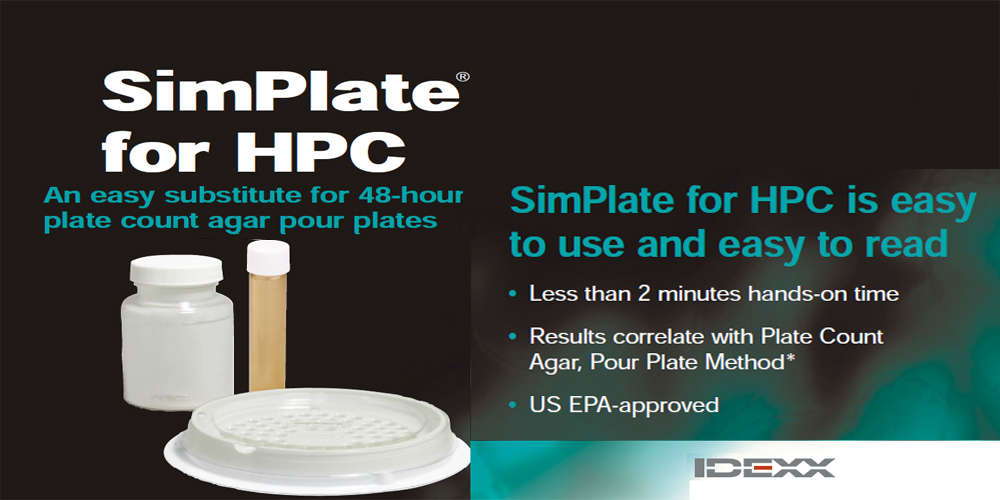 SimPlate®
for HPC
An easy substitute for 48-hour
plate count agar pour plates
SimPlate for HPC is easy
to use and easy to read
• Less than 2 minutes hands-on time
• Results correlate with Plate Count
Agar, Pour Plate Method*
• US EPA-approved
IDEXX